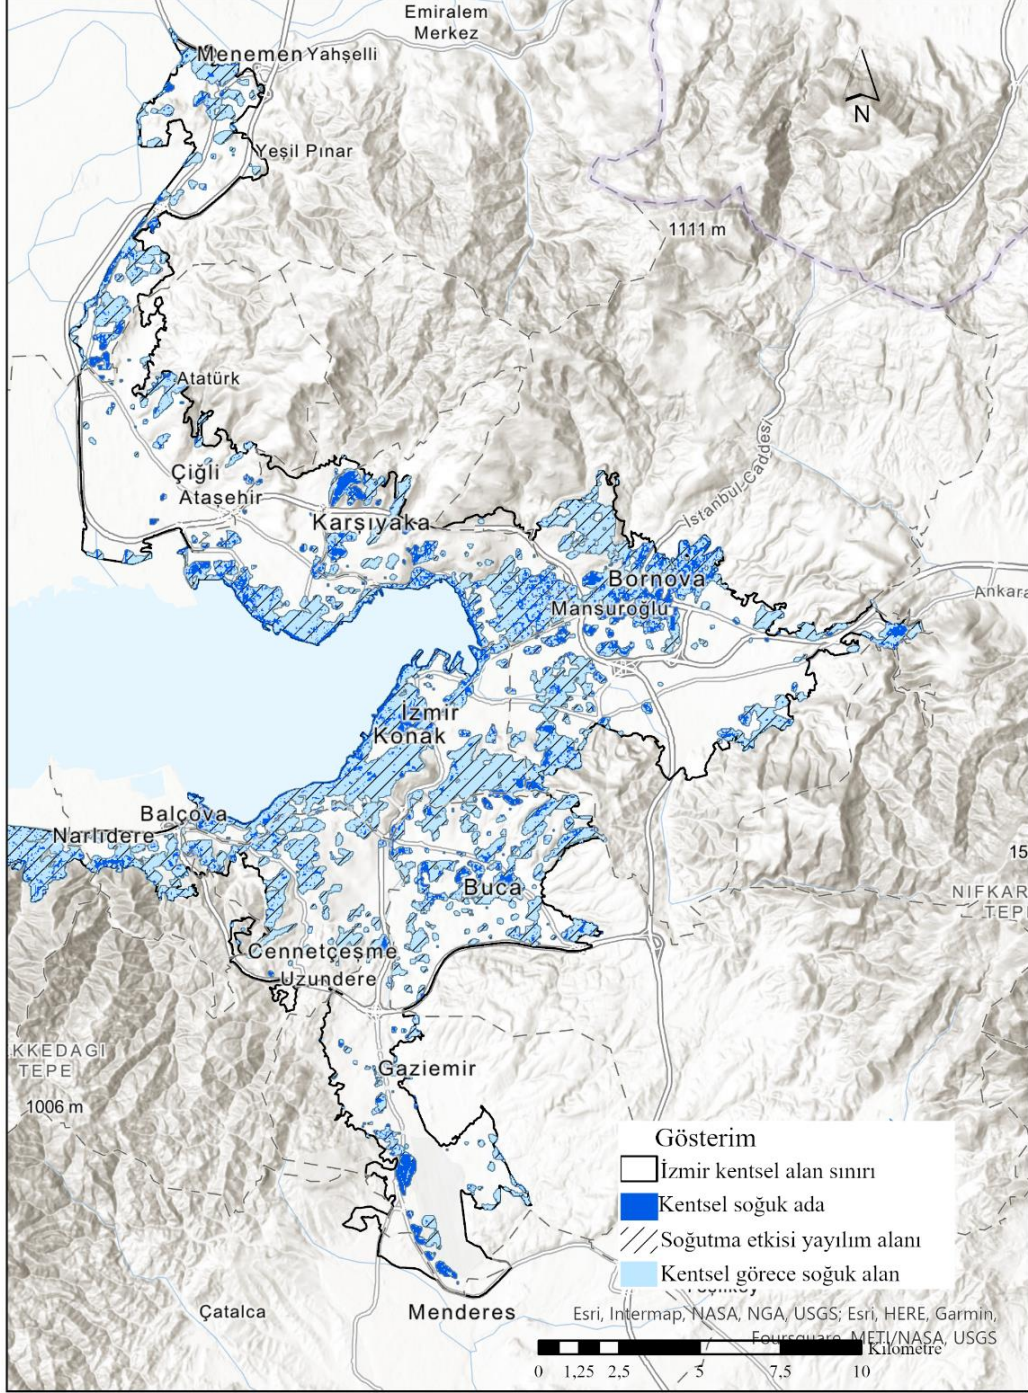 Emiralem
Merkez
Menemen Yahşelli
N
Yeşil Pınar
1111 m
Atatürk
Çiğli
Ataşehir
İstanbul Caddesi
Karşıyaka
Bornova
Ankara
Mansuroğlu
İzmir
Konak
Balçova
Narlıdere
15
Buca
NIFKAR
TEPE
Cennetçeşme
Uzundere
KKEDAGI
TEPE
Gaziemir
1006 m
Gösterim
İzmir kentsel alan sınırı
Kentsel soğuk ada
Soğutma etkisi yayılım alanı
Kentsel görece soğuk alan
Çatalca
Menderes
Esri, Intermap, NASA, NGA, USGS; Esri, HERE, Garmin,
Foursquare, METI/NASA, USGS
Kilometre
0 1,25 2,5 5 7,5 10